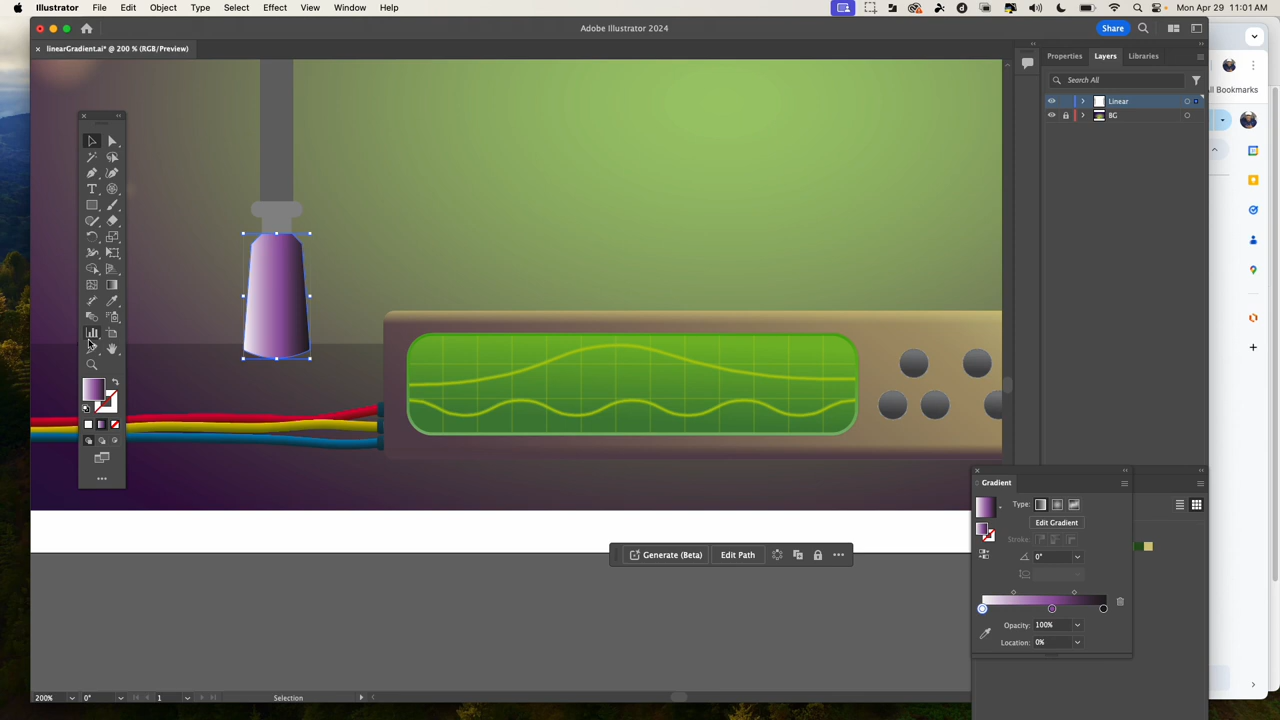 Illustrator File Edit Object Type Select Effect View Window Help
Mon Apr 29 11:01AM
Adobe Illustrator 2024
Share
linearGradient.ai* @ 200 % (RGB/Preview)
Properties Layers Libraries
Search All
ll Bookmarks
Linear
BG
Gradient
Type:
Edit Gradient
Stroke:
0°
Opacity: 100%
Location: 0%
Generate (Beta) Edit Path
200% 0° 1 Selection